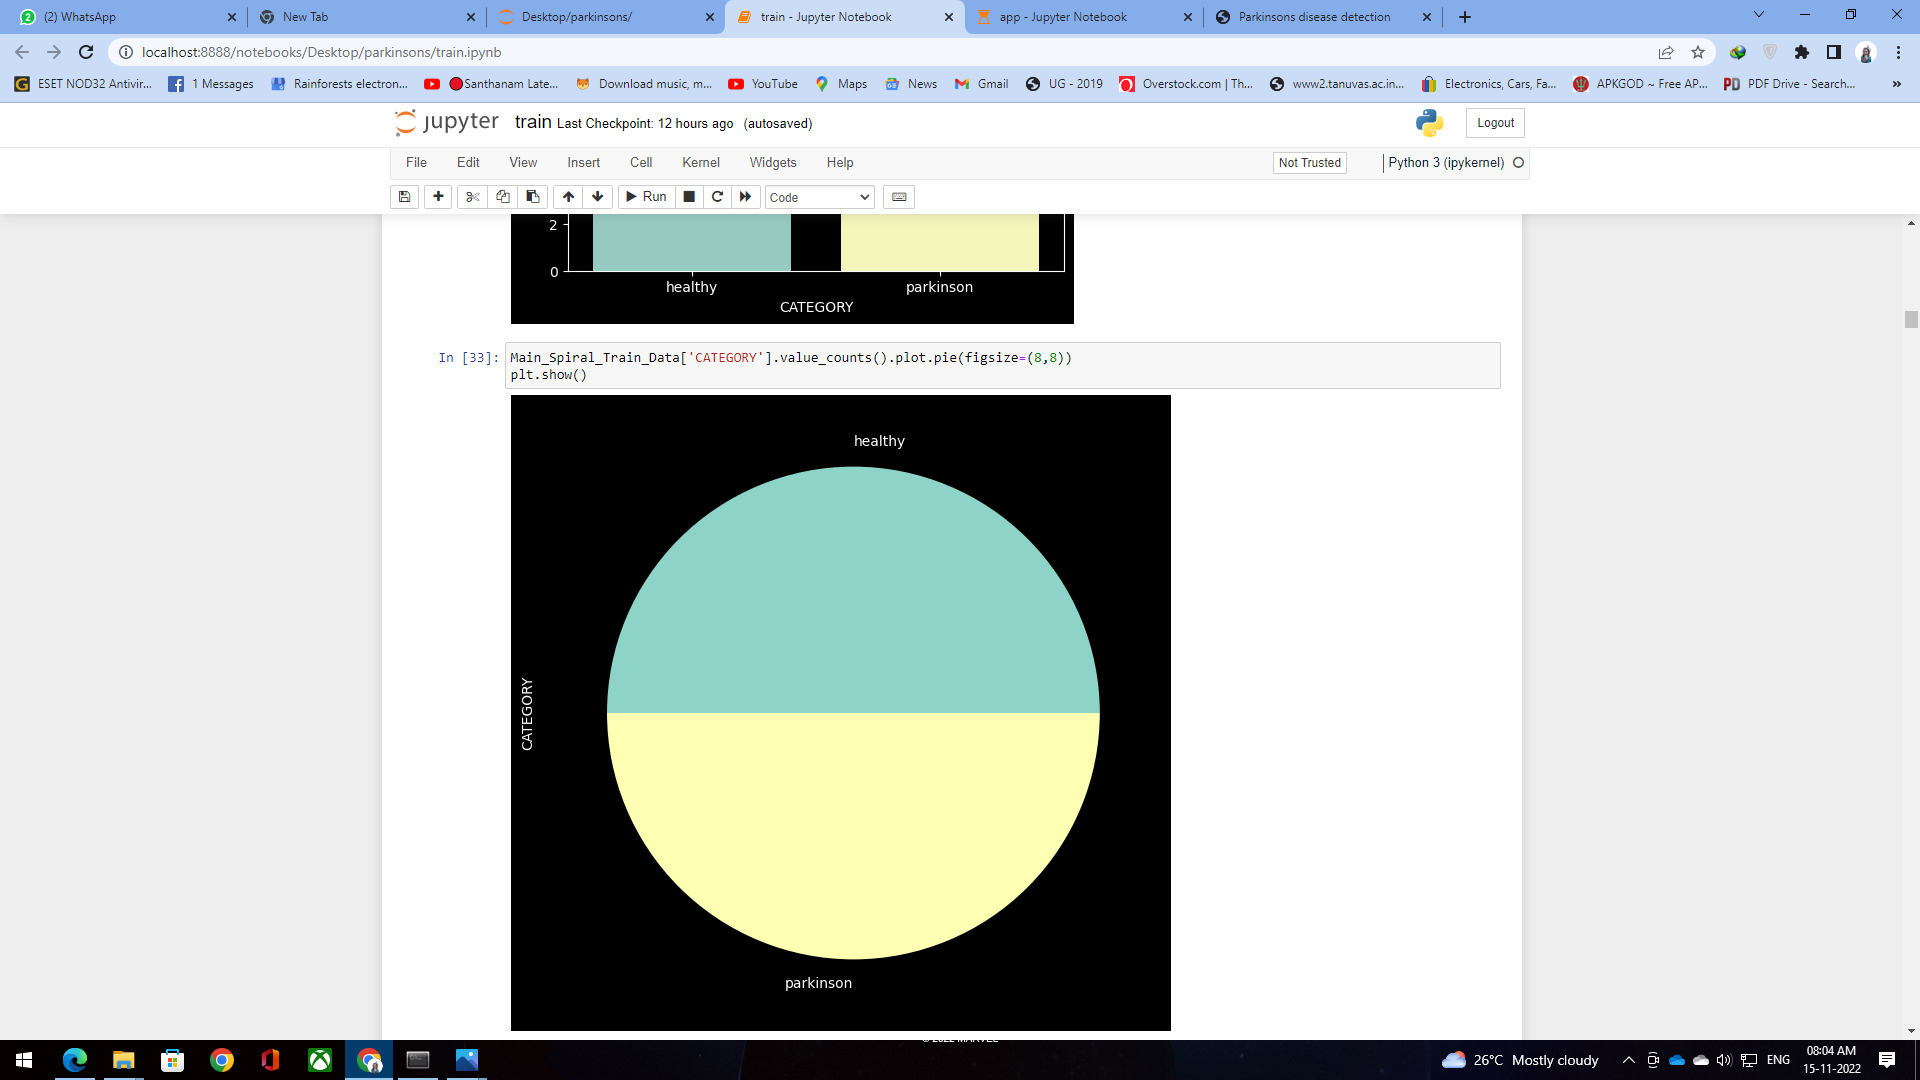 (2) WhatsApp
New Tab
Desktop/parkinsons/
train - Jupyter Notebook
app - Jupyter Notebook
Parkinsons disease detection
localhost:8888/notebooks/Desktop/parkinsons/train.ipynb
ESET NOD32 Antivir...
1 Messages
Rainforests electron...
Santhanam Late...
Download music, m...
YouTube
Maps
News
Gmail
UG - 2019
Overstock.com | Th...
www2.tanuvas.ac.in...
Electronics, Cars, Fa...
APKGOD ~ Free AP...
PD PDF Drive - Search...
»
jupyter train Last Checkpoint: 12 hours ago (autosaved)
Logout
File Edit View Insert Cell Kernel Widgets Help
Not Trusted
Python 3 (ipykernel)
Run
Code
2
0
healthy parkinson
CATEGORY
In [33]:
Main_Spiral_Train_Data['CATEGORY'].value_counts().plot.pie(figsize=(8,8))
plt.show()
healthy
CATEGORY
parkinson
© 2022 MARVEL
26°C Mostly cloudy
ENG
08:04 AM
15-11-2022